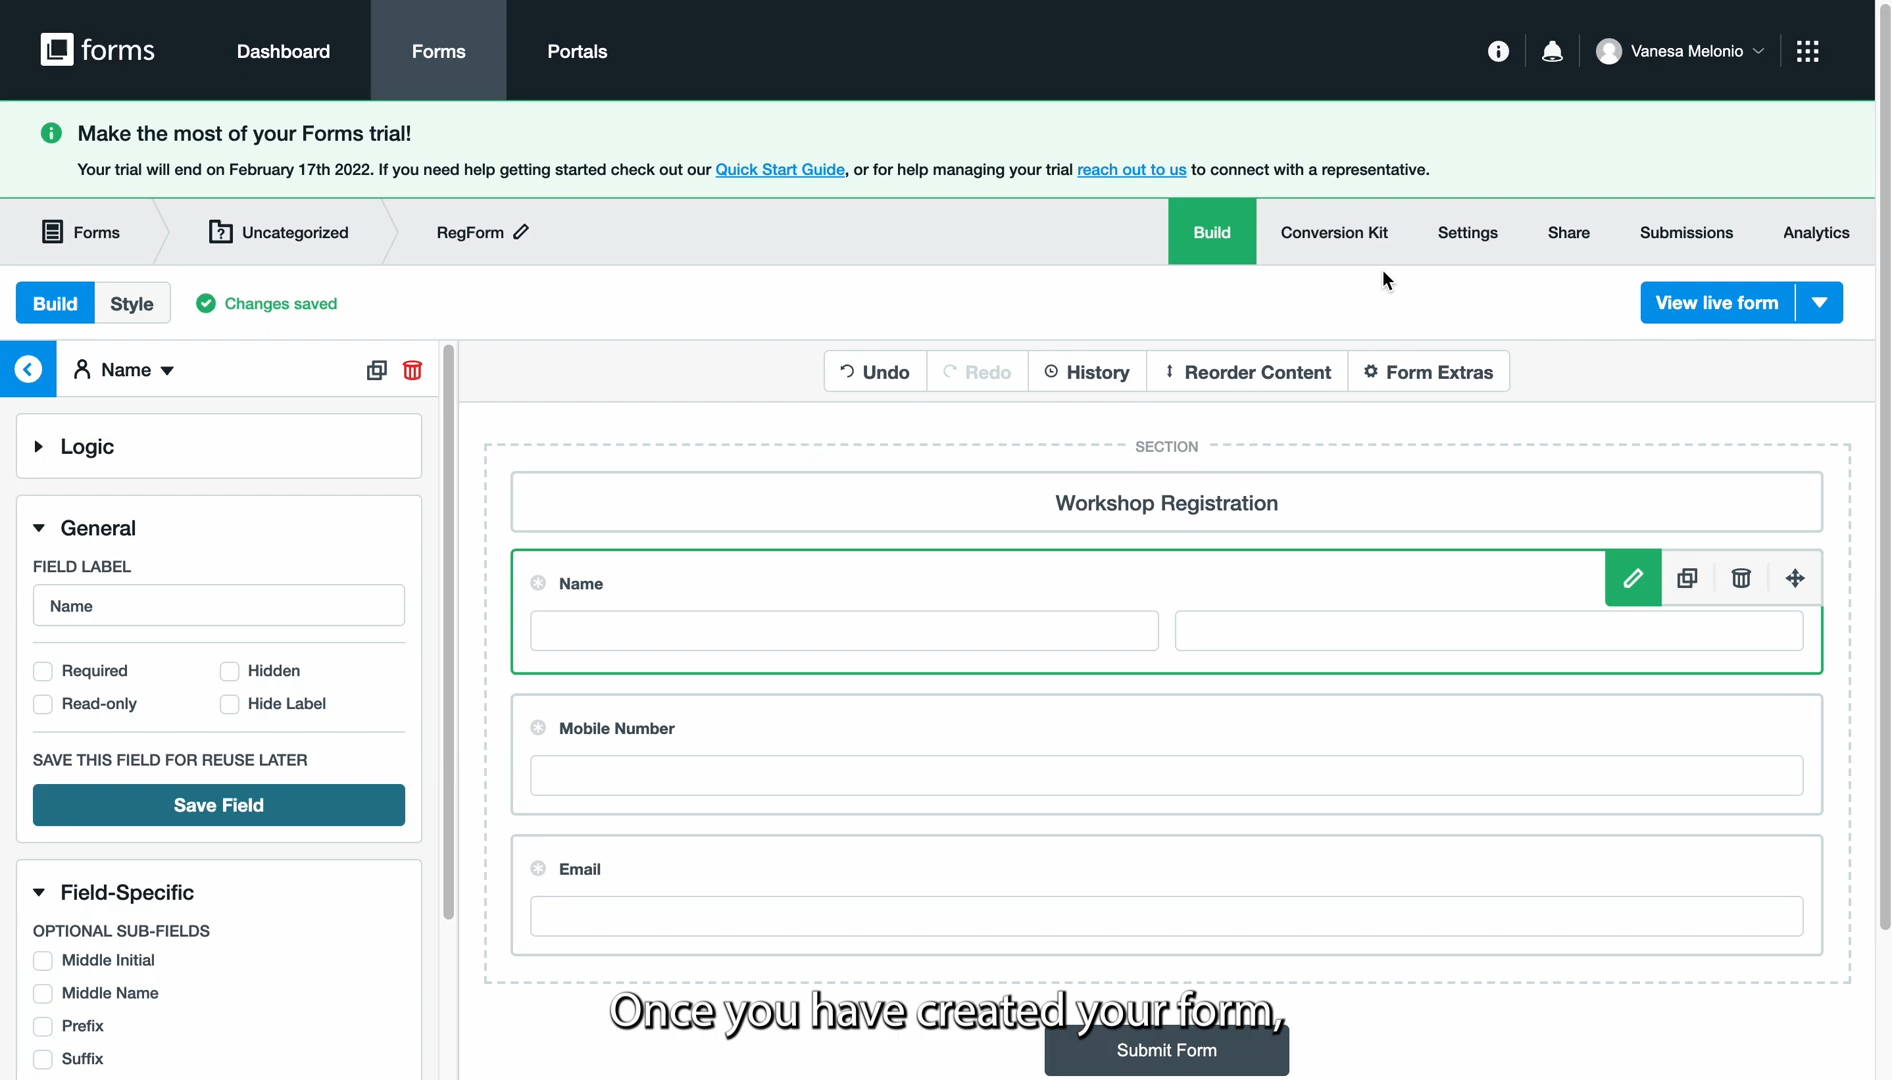 forms
Dashboard
Forms
Portals
Vanesa Melonio
Make the most of your Forms trial!
Your trial will end on February 17th 2022. If you need help getting started check out our Quick Start Guide, or for help managing your trial reach out to us to connect with a representative.
Forms
Uncategorized
RegForm
Build
Conversion Kit
Settings
Share
Submissions
Analytics
Build
Style
Changes saved
View live form
Name
Undo
Redo
History
Reorder Content
Form Extras
Logic
General
FIELD LABEL
Name
Required
Hidden
Read-only
Hide Label
SAVE THIS FIELD FOR REUSE LATER
Save Field
Field-Specific
OPTIONAL SUB-FIELDS
Middle Initial
Middle Name
Prefix
Suffix
SECTION
Workshop Registration
Name
Mobile Number
Email
Once you have created your form,
Submit Form